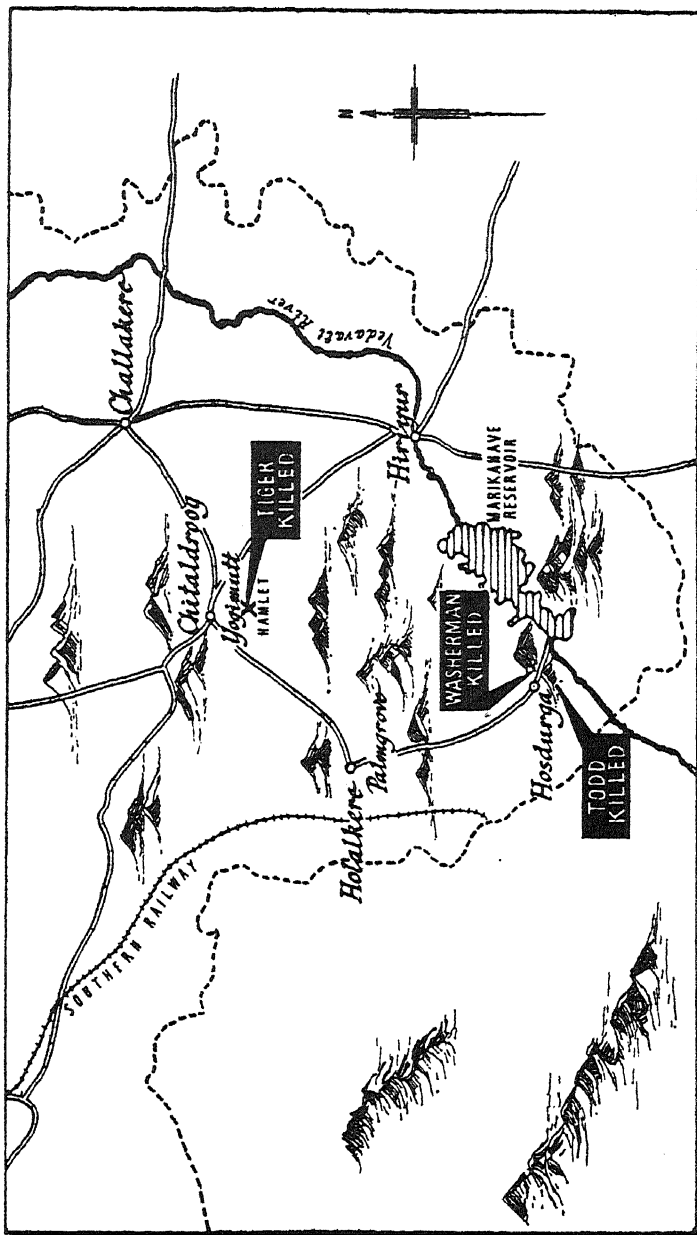 N
Challakere
Vedavati
River
Chitaldroog
Yogimatt
HAMLET
TIGER
KILLED
Hiriyur
SOUTHERN RAILWAY
Holalkere
Palmgrove
MARIKANAVE
RESERVOIR
WASHERMAN
KILLED
Hosdurga
TODD
KILLED